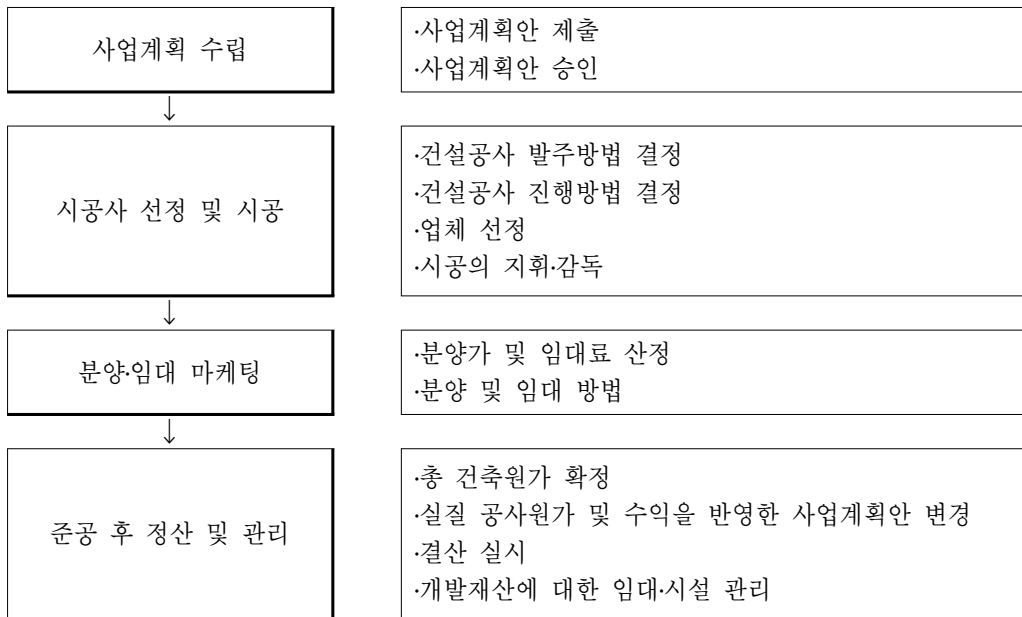 사업계획 수립
·사업계획안 제출
·사업계획안 승인
↓
시공사 선정 및 시공
·건설공사 발주방법 결정
·건설공사 진행방법 결정
·업체 선정
·시공의 지휘·감독
↓
분양·임대 마케팅
·분양가 및 임대료 산정
·분양 및 임대 방법
↓
준공 후 정산 및 관리
·총 건축원가 확정
·실질 공사원가 및 수익을 반영한 사업계획안 변경
·결산 실시
·개발재산에 대한 임대·시설 관리